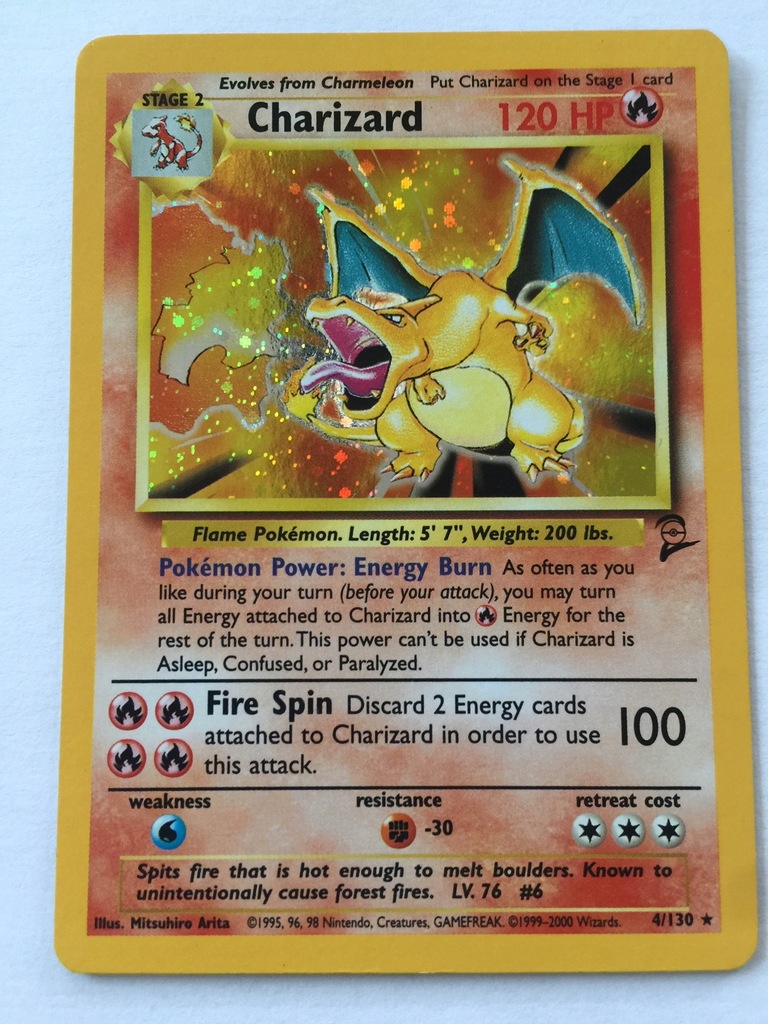 Evolves from Charmeleon Put Charizard on the Stage 1 card
STAGE 2
Charizard 120 HP
Flame Pokémon. Length: 5' 7", Weight: 200 lbs.
Pokémon Power: Energy Burn As often as you
like during your turn (before your attack), you may turn
all Energy attached to Charizard into Energy for the
rest of the turn. This power can't be used if Charizard is
Asleep, Confused, or Paralyzed.
Fire Spin Discard 2 Energy cards
attached to Charizard in order to use 100
this attack.
weakness resistance retreat cost
-30
Spits fire that is hot enough to melt boulders. Known to
unintentionally cause forest fires. LV. 76 #6
Illus. Mitsuhiro Arita ©1995, 96, 98 Nintendo, Creatures, GAMEFREAK. ©1999-2000 Wizards. 4/130 ★